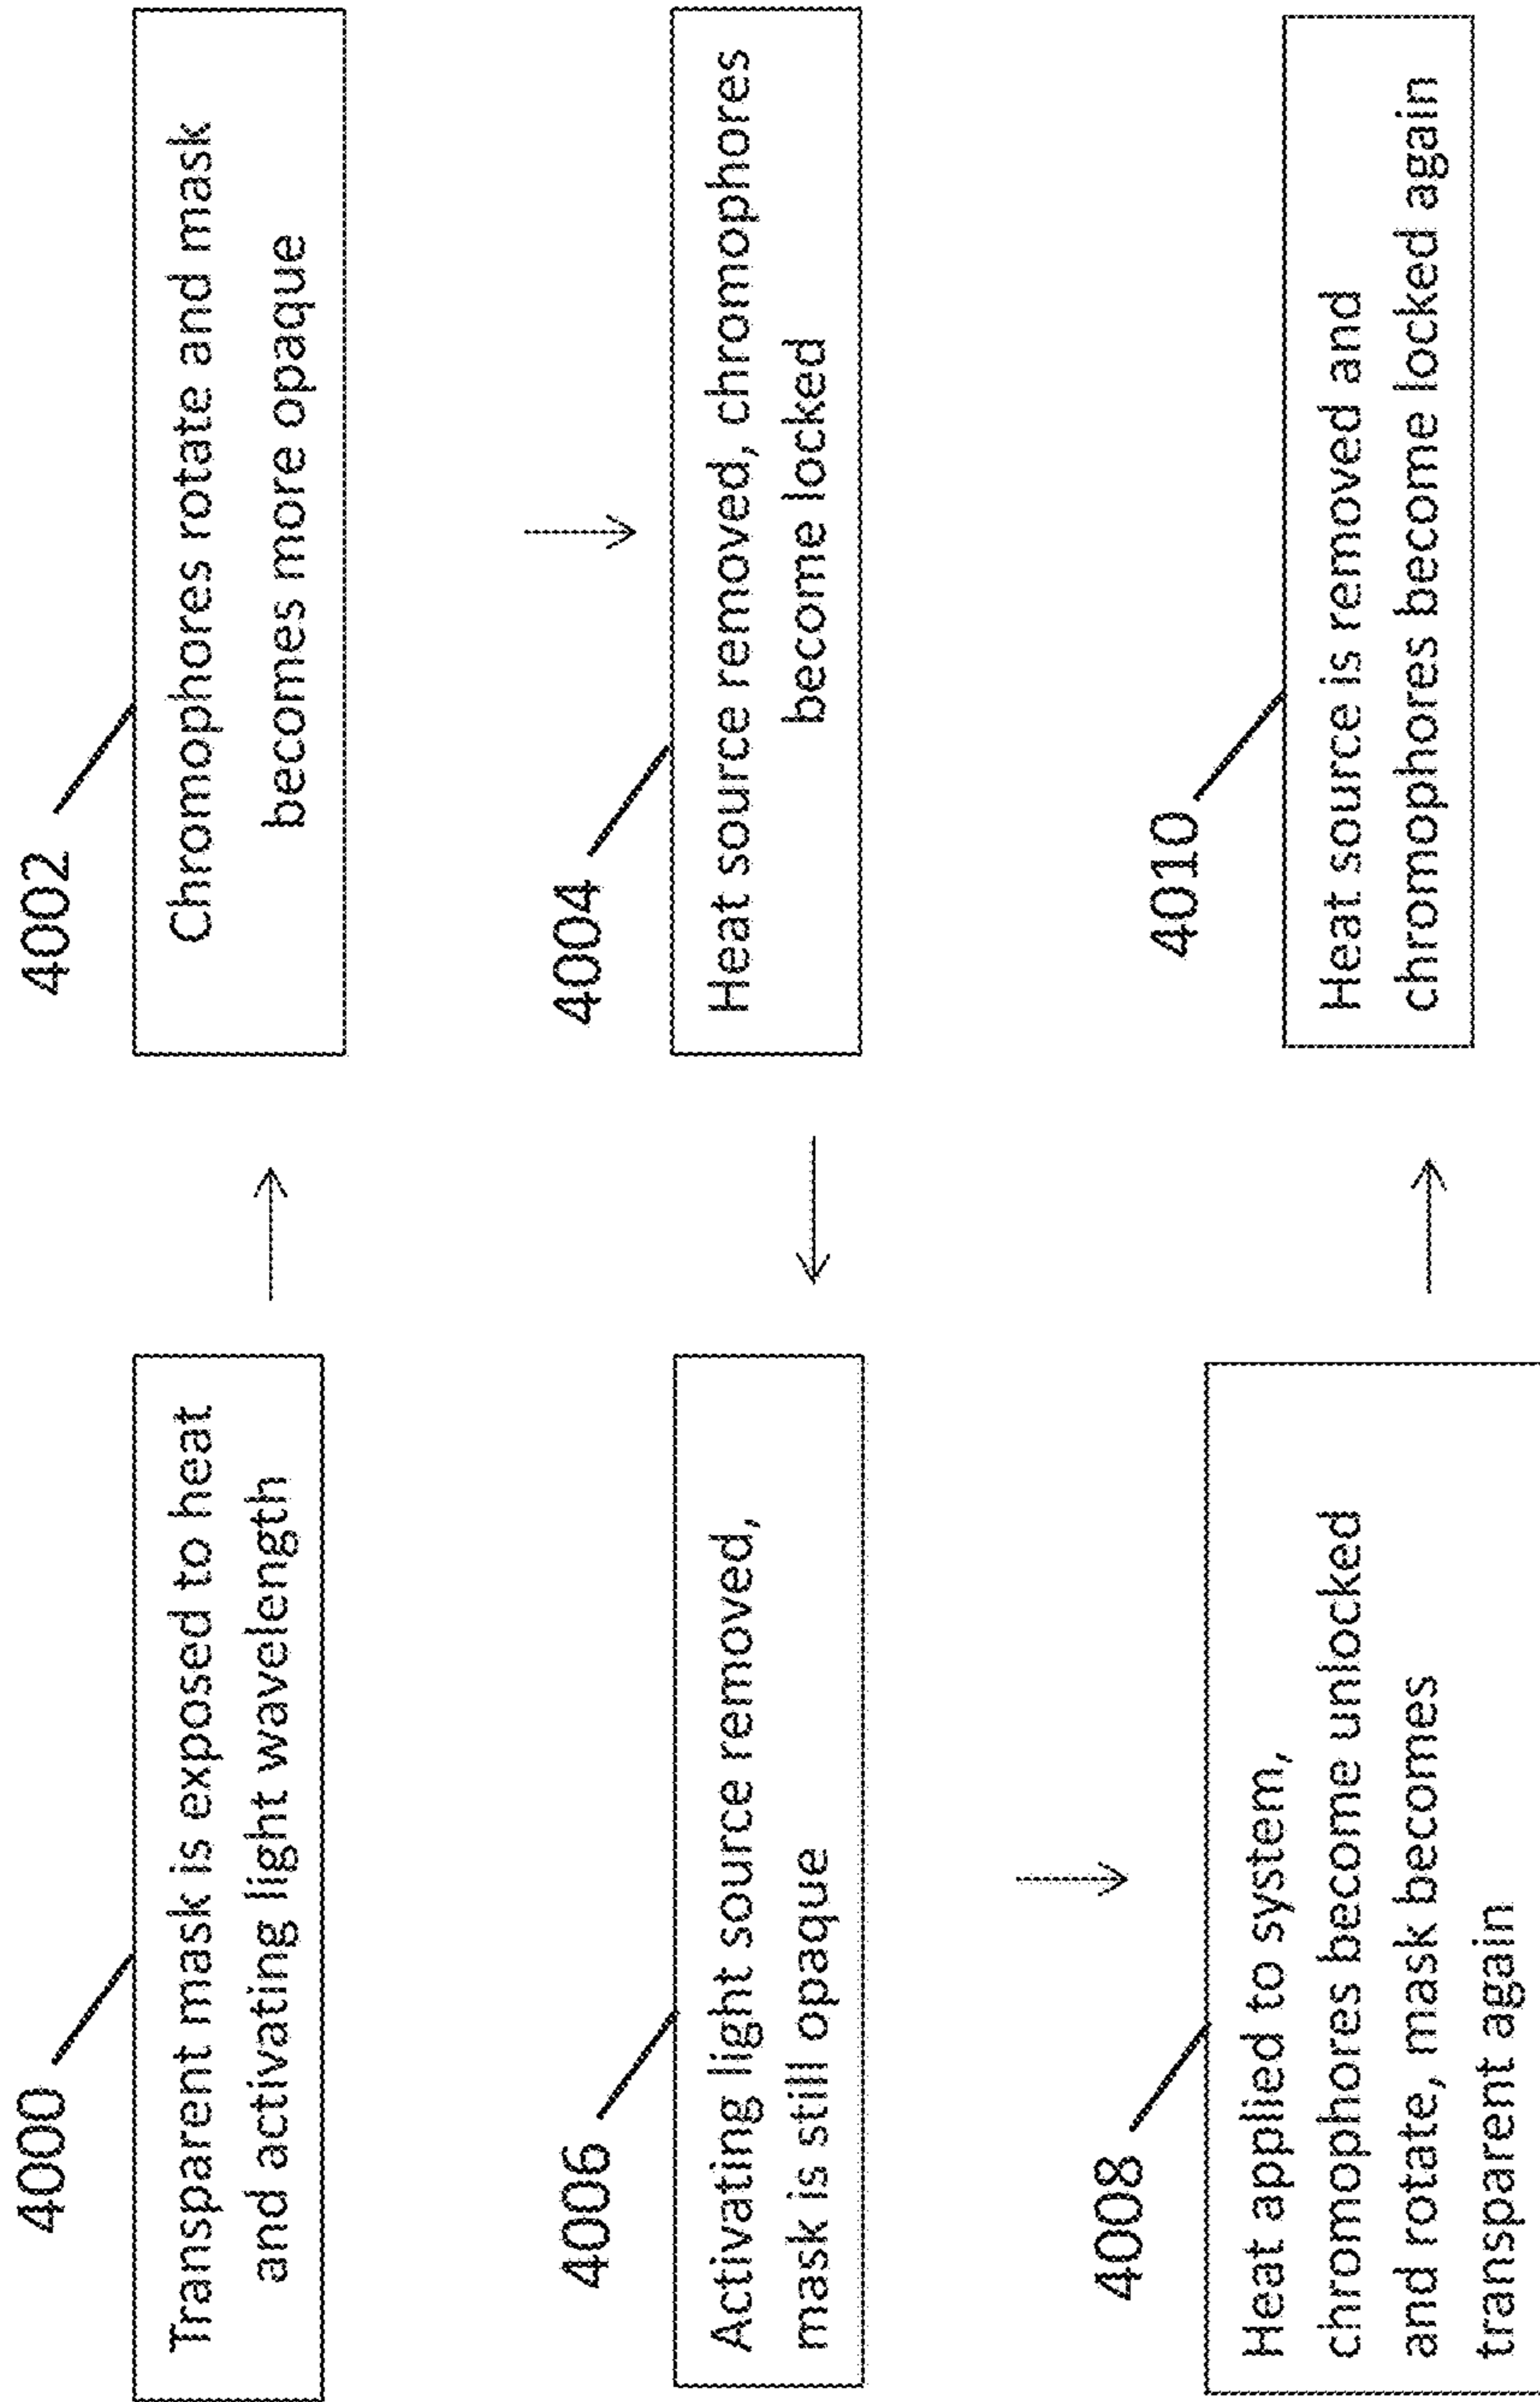 4000
Transparent mask is exposed to heat
and activating light wavelength
4002
Chromophores rotate and mask
becomes more opaque
4004
Heat source removed, chromophores
become locked
4006
Activating light source removed,
mask is still opaque
4008
Heat applied to system,
chromophores become unlocked
and rotate, mask becomes
transparent again
4010
Heat source is removed and
chromophores become locked again